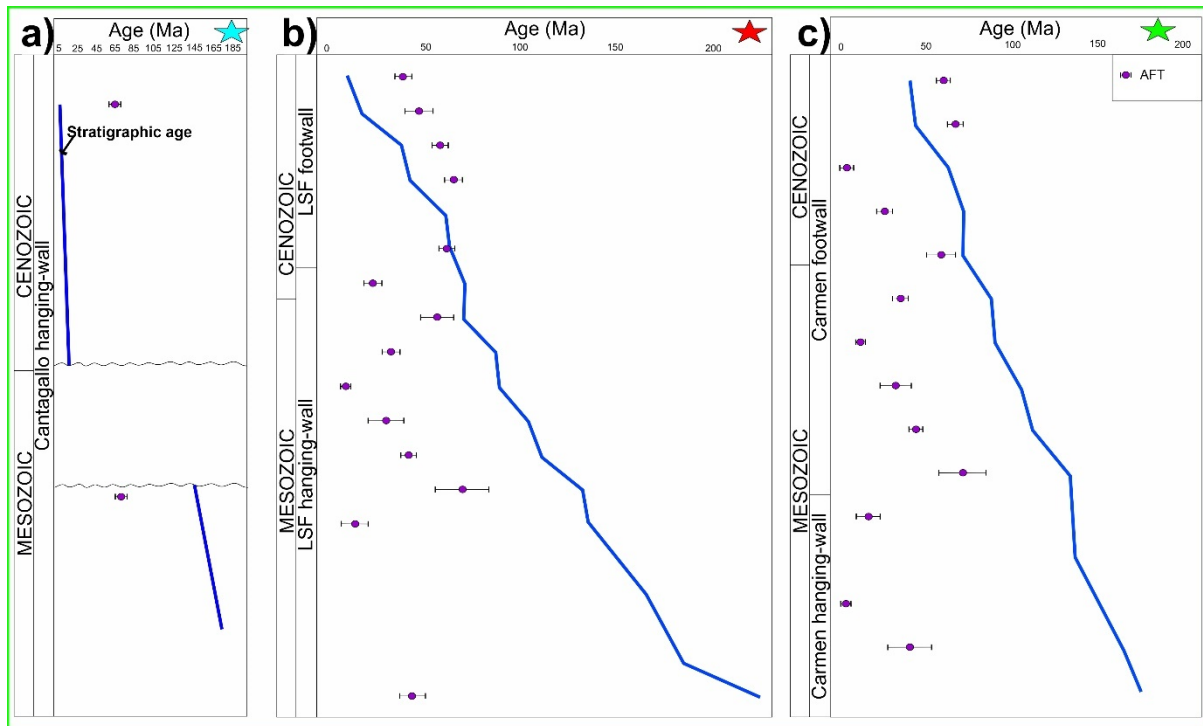 a)
Age (Ma)
5 25 45 65 85 105 125 145 165 185
Stratigraphic age
CENOZOIC
MESOZOIC
Cantagallo hanging-wall
b)
Age (Ma)
0 50 100 150 200
CENOZOIC
MESOZOIC
LSF footwall
LSF hanging-wall
c)
Age (Ma)
0 50 100 150 200
AFT
CENOZOIC
MESOZOIC
Carmen footwall
Carmen hanging-wall